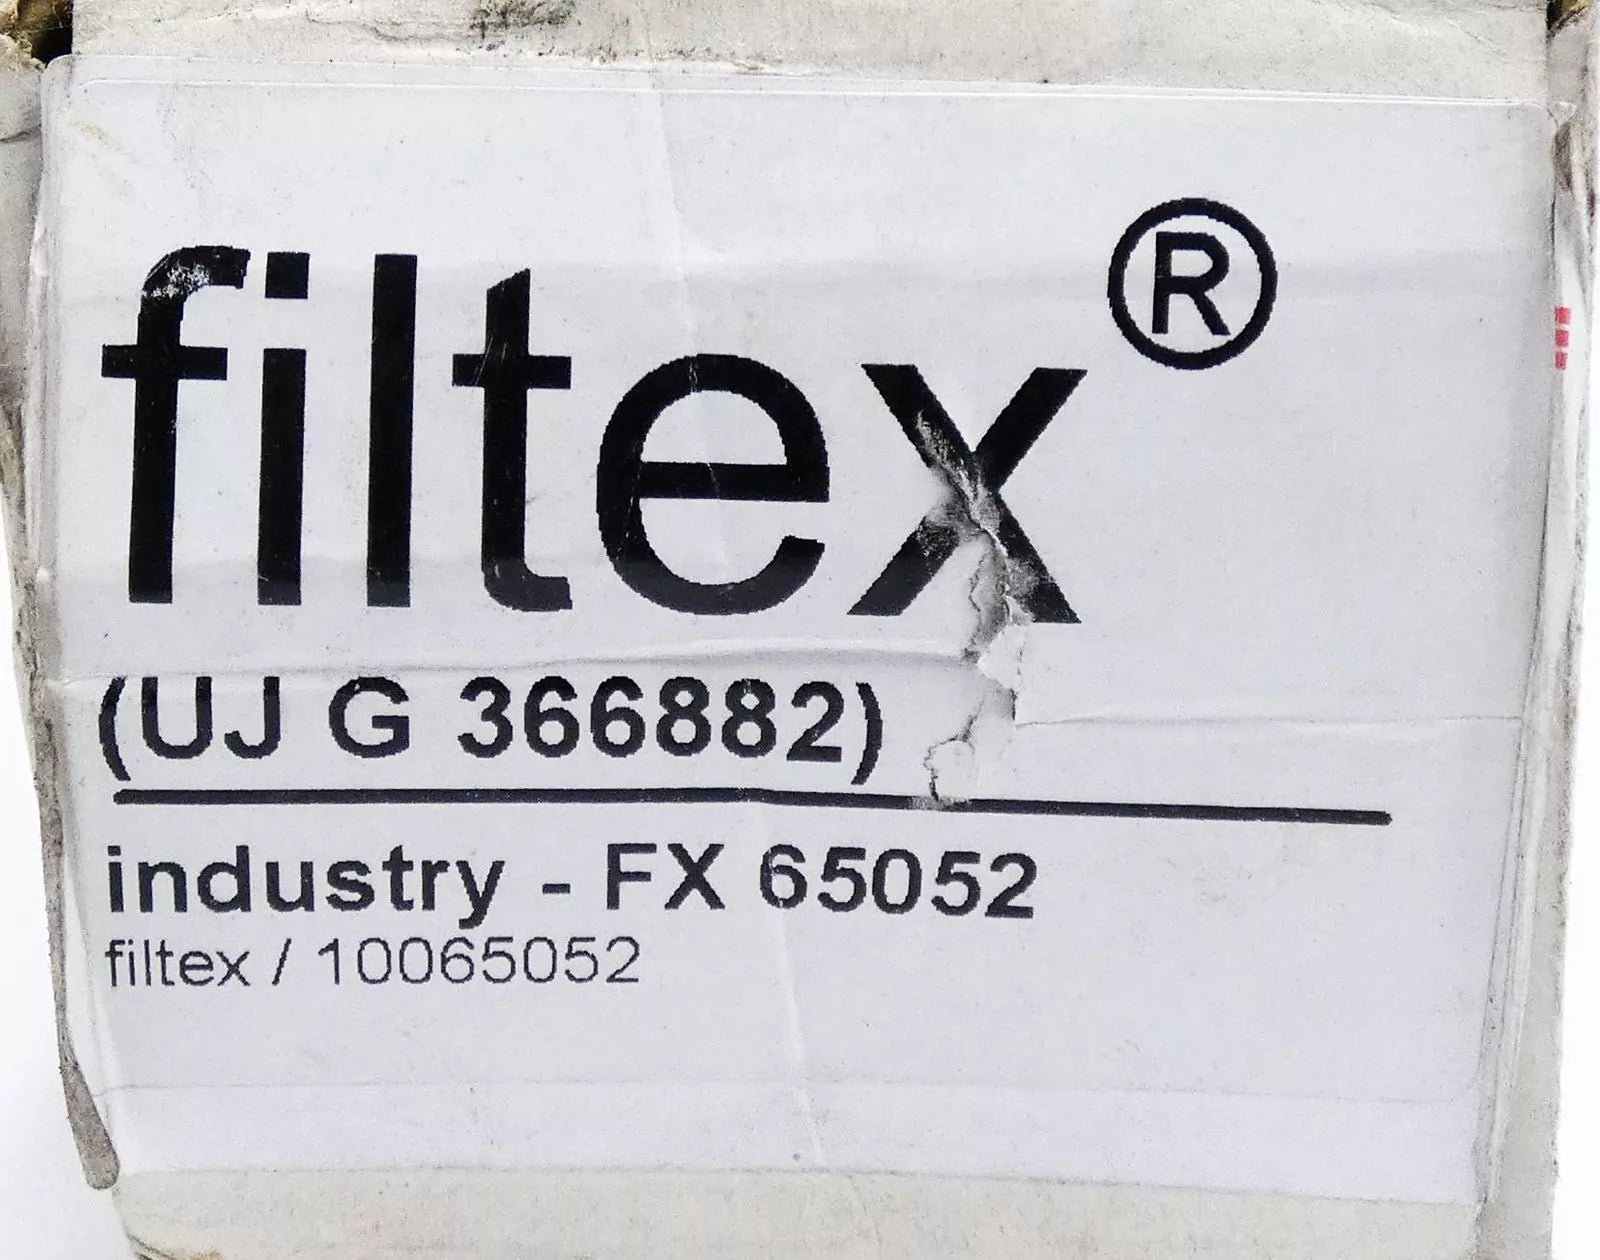 filtex®
(UJ G 366882)
industry - FX 65052
filtex / 10065052